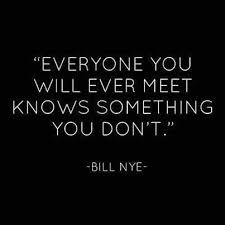 “EVERYONE YOU
WILL EVER MEET
KNOWS SOMETHING
YOU DON’T.”
-BILL NYE-